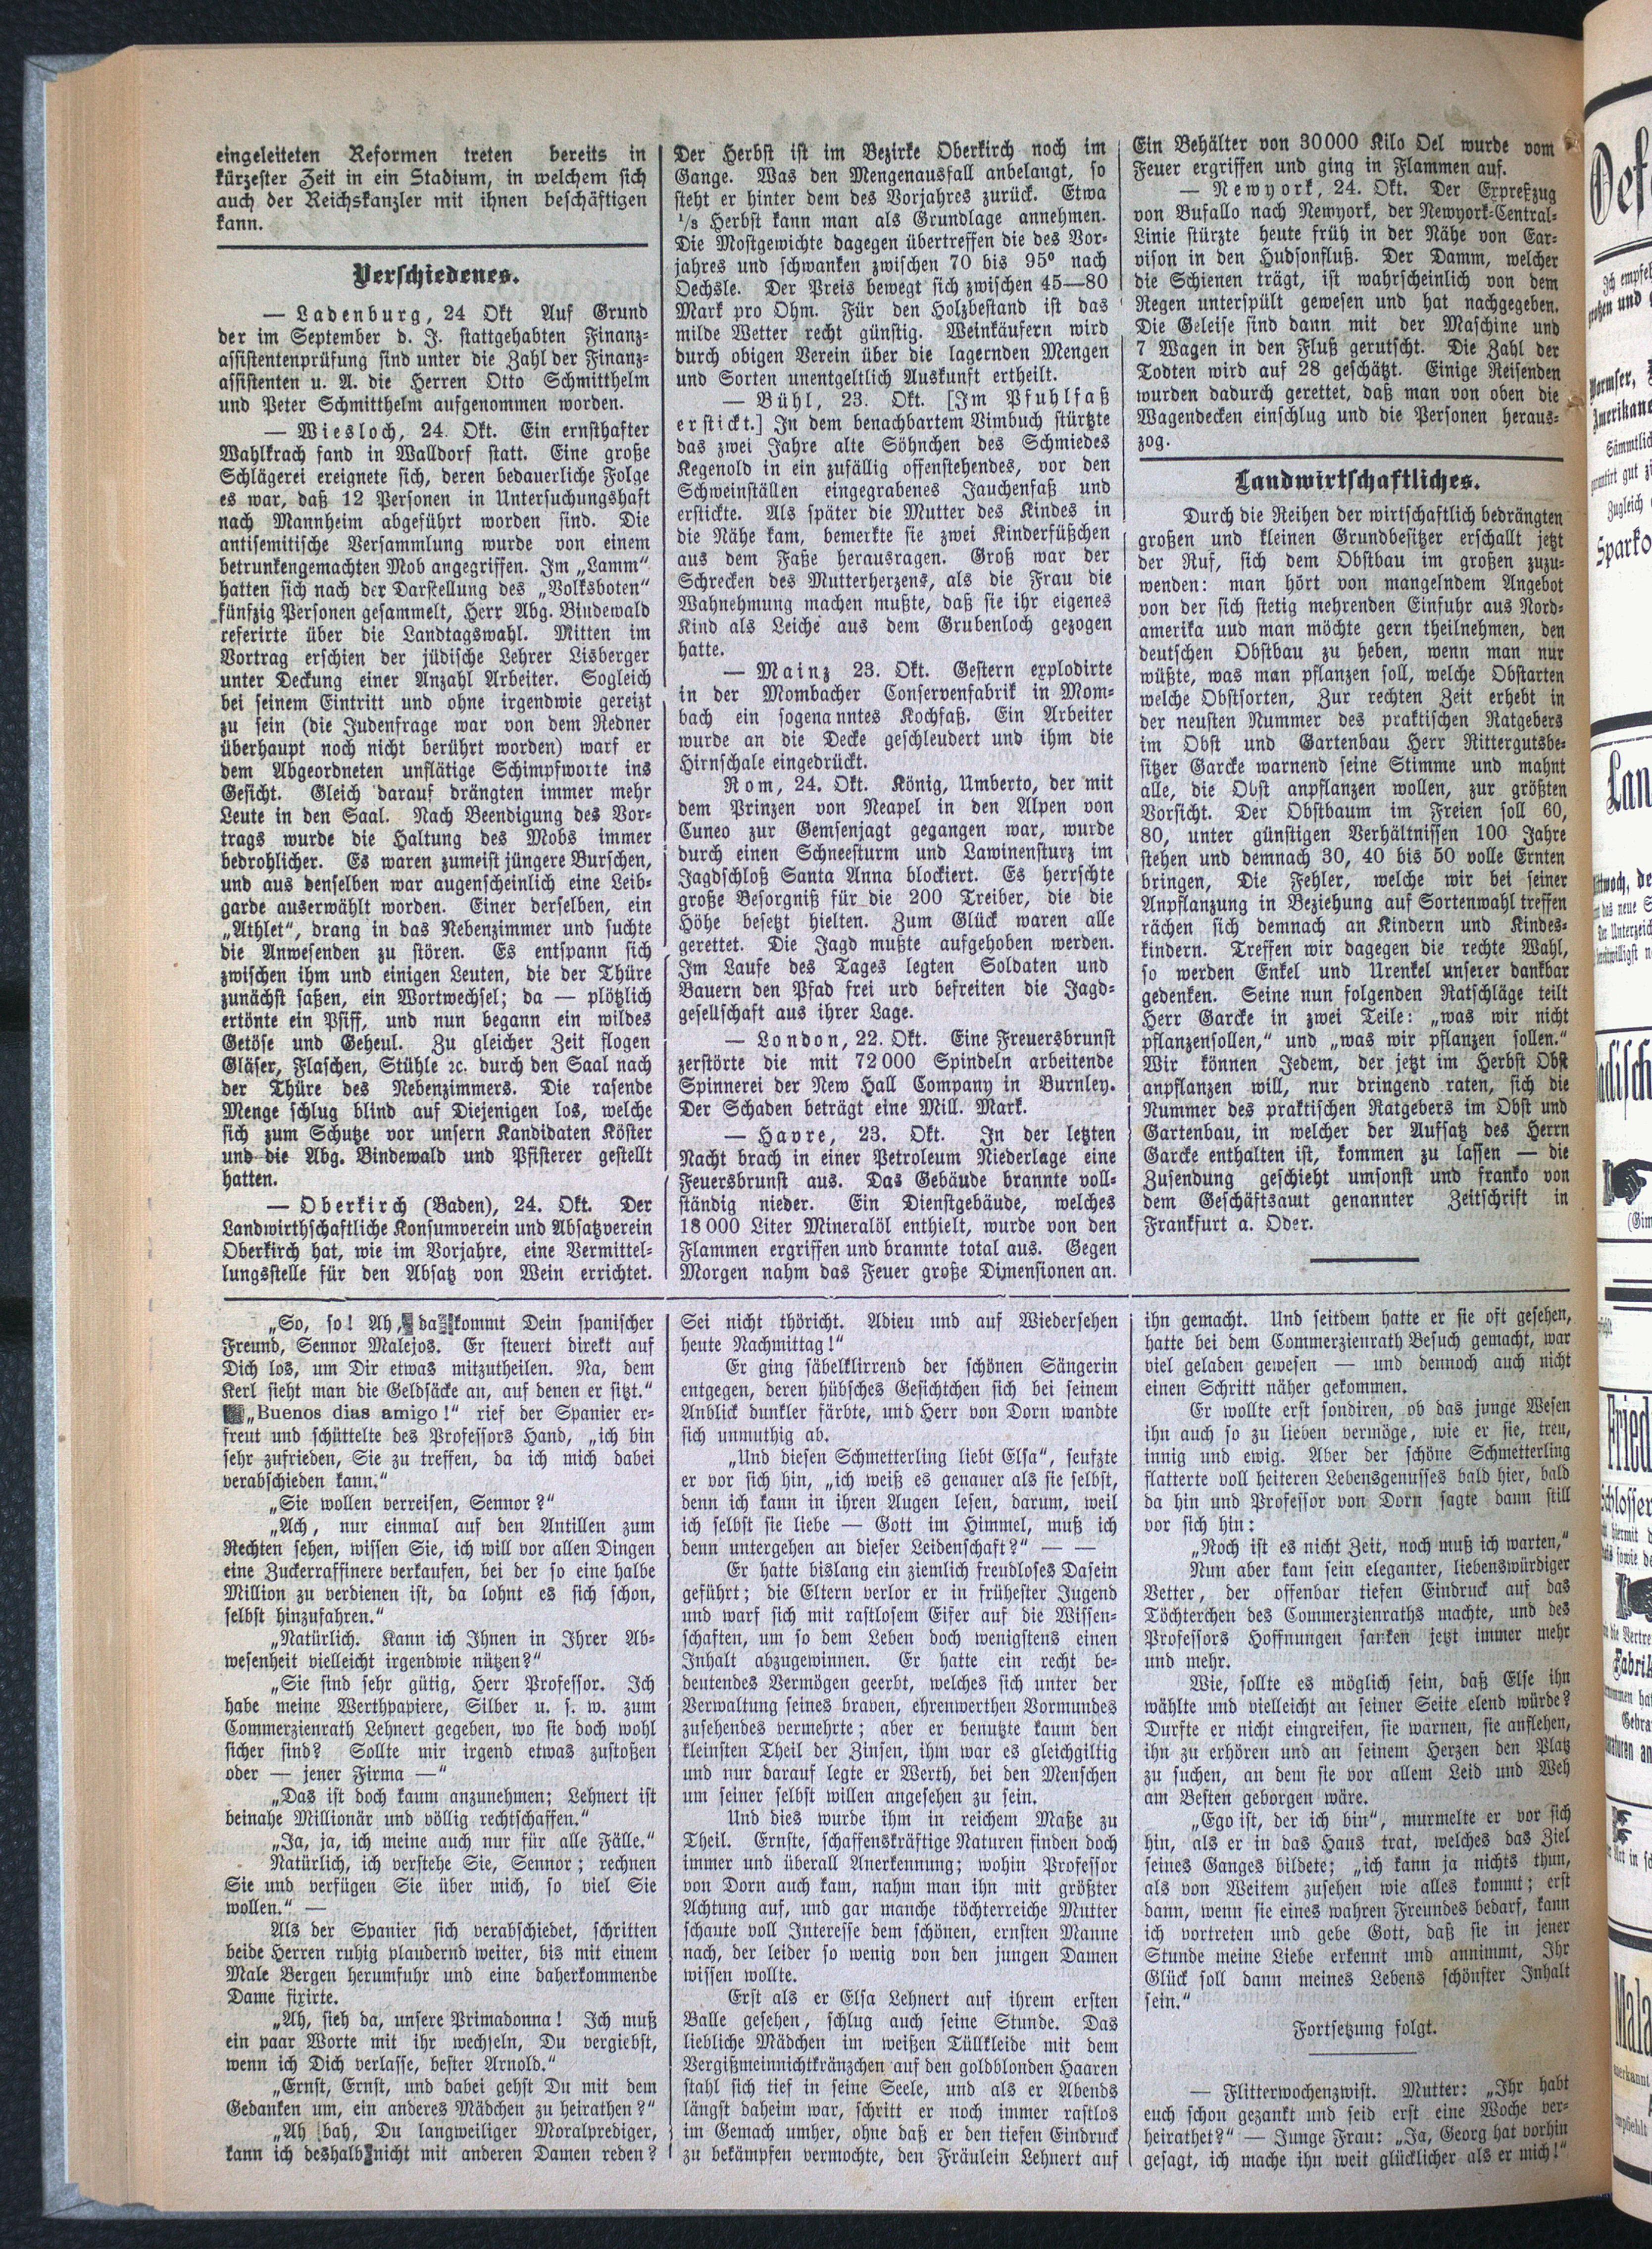 eingeleiteten Reformen treten bereits in
kürzester Zeit in ein Stadium, in welchem sich
auch der Reichskanzler mit ihnen beschäftigen
kann.
Verschiedenes.
— Ladenburg, 24 Okt Auf Grund
der im September d. J. stattgehabten Finanz-
assistentenprüfung sind unter die Zahl der Finanz-
assistenten u. A. die Herren Otto Schmitthelm
und Peter Schmitthelm aufgenommen worden.
— Wiesloch, 24. Okt. Ein ernsthafter
Wahlkrach fand in Walldorf statt. Eine große
Schlägerei ereignete sich, deren bedauerliche Folge
es war, daß 12 Personen in Untersuchungshaft
nach Mannheim abgeführt worden sind. Die
antisemitische Versammlung wurde von einem
betrunkengemachten Mob angegriffen. Im „Lamm“
hatten sich nach der Darstellung des „Volksboten“
fünfzig Personen gesammelt, Herr Abg. Bindewald
referirte über die Landtagswahl. Mitten im
Vortrag erschien der jüdische Lehrer Lisberger
unter Deckung einer Anzahl Arbeiter. Sogleich
bei seinem Eintritt und ohne irgendwie gereizt
zu sein (die Judenfrage war von dem Redner
überhaupt noch nicht berührt worden) warf er
dem Abgeordneten unflätige Schimpfworte ins
Gesicht. Gleich darauf drängten immer mehr
Leute in den Saal. Nach Beendigung des Vor-
trags wurde die Haltung des Mobs immer
bedrohlicher. Es waren zumeist jüngere Burschen,
und aus denselben war augenscheinlich eine Leib-
garde auserwählt worden. Einer derselben, ein
„Athlet“, drang in das Nebenzimmer und suchte
die Anwesenden zu stören. Es entspann sich
zwischen ihm und einigen Leuten, die der Thüre
zunächst saßen, ein Wortwechsel; da — plötzlich
ertönte ein Pfiff, und nun begann ein wildes
Getöse und Geheul. Zu gleicher Zeit flogen
Gläser, Flaschen, Stühle ꝛc. durch den Saal nach
der Thüre des Nebenzimmers. Die rasende
Menge schlug blind auf Diejenigen los, welche
sich zum Schutze vor unsern Kandidaten Köster
und die Abg. Bindewald und Pfisterer gestellt
hatten.
— Oberkirch (Baden), 24. Okt. Der
Landwirthschaftliche Konsumverein und Absatzverein
Oberkirch hat, wie im Vorjahre, eine Vermittel-
lungsstelle für den Absatz von Wein errichtet.
Der Herbst ist im Bezirke Oberkirch noch im
Gange. Was den Mengenausfall anbelangt, so
steht er hinter dem des Vorjahres zurück. Etwa
⅓ Herbst kann man als Grundlage annehmen.
Die Mostgewichte dagegen übertreffen die des Vor-
jahres und schwanken zwischen 70 bis 95° nach
Oechsle. Der Preis bewegt sich zwischen 45—80
Mark pro Ohm. Für den Holzbestand ist das
milde Wetter recht günstig. Weinkäufern wird
durch obigen Verein über die lagernden Mengen
und Sorten unentgeltlich Auskunft ertheilt.
— Bühl, 23. Okt. [Im Pfuhlfaß
erstickt.] In dem benachbartem Vimbuch stürzte
das zwei Jahre alte Söhnchen des Schmiedes
Kegenold in ein zufällig offenstehendes, vor den
Schweinställen eingegrabenes Jauchenfaß und
erstickte. Als später die Mutter des Kindes in
die Nähe kam, bemerkte sie zwei Kinderfüßchen
aus dem Faße herausragen. Groß war der
Schrecken des Mutterherzens, als die Frau die
Wahnehmung machen mußte, daß sie ihr eigenes
Kind als Leiche aus dem Grubenloch gezogen
hatte.
— Mainz 23. Okt. Gestern explodirte
in der Mombacher Conservenfabrik in Mom-
bach ein sogenanntes Kochfaß. Ein Arbeiter
wurde an die Decke geschleudert und ihm die
Hirnschale eingedrückt.
Rom, 24. Okt. König, Umberto, der mit
dem Prinzen von Neapel in den Alpen von
Cuneo zur Gemsenjagt gegangen war, wurde
durch einen Schneesturm und Lawinensturz im
Jagdschloß Santa Anna blockiert. Es herrschte
große Besorgniß für die 200 Treiber, die die
Höhe besetzt hielten. Zum Glück waren alle
gerettet. Die Jagd mußte aufgehoben werden.
Im Laufe des Tages legten Soldaten und
Bauern den Pfad frei urd befreiten die Jagd-
gesellschaft aus ihrer Lage.
— London, 22. Okt. Eine Freuersbrunst
zerstörte die mit 72 000 Spindeln arbeitende
Spinnerei der New Hall Company in Burnley.
Der Schaden beträgt eine Mill. Mark.
— Havre, 23. Okt. In der letzten
Nacht brach in einer Petroleum Niederlage eine
Feuersbrunst aus. Das Gebäude brannte voll-
ständig nieder. Ein Dienstgebäude, welches
18 000 Liter Mineralöl enthielt, wurde von den
Flammen ergriffen und brannte total aus. Gegen
Morgen nahm das Feuer große Dimensionen an.
Ein Behälter von 30000 Kilo Oel wurde vom
Feuer ergriffen und ging in Flammen auf.
— Newyork, 24. Okt. Der Expreßzug
von Bufallo nach Newyork, der Newyork-Central-
Linie stürzte heute früh in der Nähe von Car-
vison in den Hudsonfluß. Der Damm, welcher
die Schienen trägt, ist wahrscheinlich von dem
Regen unterspült gewesen und hat nachgegeben.
Die Geleise sind dann mit der Maschine und
7 Wagen in den Fluß gerutscht. Die Zahl der
Todten wird auf 28 geschätzt. Einige Reisenden
wurden dadurch gerettet, daß man von oben die
Wagendecken einschlug und die Personen heraus-
zog.
Landwirtschaftliches.
Durch die Reihen der wirtschaftlich bedrängten
großen und kleinen Grundbesitzer erschallt jetzt
der Ruf, sich dem Obstbau im großen zuzu-
wenden: man hört von mangelndem Angebot
von der sich stetig mehrenden Einfuhr aus Nord-
amerika uud man möchte gern theilnehmen, den
deutschen Obstbau zu heben, wenn man nur
wüßte, was man pflanzen soll, welche Obstarten
welche Obstsorten, Zur rechten Zeit erhebt in
der neusten Nummer des praktischen Ratgebers
im Obst und Gartenbau Herr Rittergutsbe-
sitzer Garcke warnend seine Stimme und mahnt
alle, die Obst anpflanzen wollen, zur größten
Vorsicht. Der Obstbaum im Freien soll 60,
80, unter günstigen Verhältnissen 100 Jahre
stehen und demnach 30, 40 bis 50 volle Ernten
bringen, Die Fehler, welche wir bei seiner
Anpflanzung in Beziehung auf Sortenwahl treffen
rächen sich demnach an Kindern und Kindes-
kindern. Treffen wir dagegen die rechte Wahl,
so werden Enkel und Urenkel unserer dankbar
gedenken. Seine nun folgenden Ratschläge teilt
Herr Garcke in zwei Teile: „was wir nicht
pflanzensollen,“ und „was wir pflanzen sollen.“
Wir können Jedem, der jetzt im Herbst Obst
anpflanzen will, nur dringend raten, sich die
Nummer des praktischen Ratgebers im Obst und
Gartenbau, in welcher der Aufsatz des Herrn
Garcke enthalten ist, kommen zu lassen — die
Zusendung geschieht umsonst und franko von
dem Geschäftsamt genannter Zeitschrift in
Frankfurt a. Oder.
„So, so! Ah, da kommt Dein spanischer
Freund, Sennor Malejos. Er steuert direkt auf
Dich los, um Dir etwas mitzutheilen. Na, dem
Kerl sieht man die Geldsäcke an, auf denen er sitzt.“
„Buenos dias amigo!“ rief der Spanier er-
freut und schüttelte des Professors Hand, „ich bin
sehr zufrieden, Sie zu treffen, da ich mich dabei
verabschieden kann.“
„Sie wollen verreisen, Sennor?“
„Ach, nur einmal auf den Antillen zum
Rechten sehen, wissen Sie, ich will vor allen Dingen
eine Zuckerraffinere verkaufen, bei der so eine halbe
Million zu verdienen ist, da lohnt es sich schon,
selbst hinzufahren.“
„Natürlich. Kann ich Ihnen in Ihrer Ab-
wesenheit vielleicht irgendwie nützen?“
„Sie sind sehr gütig, Herr Professor. Ich
habe meine Werthpapiere, Silber u. s. w. zum
Commerzienrath Lehnert gegeben, wo sie doch wohl
sicher sind? Sollte mir irgend etwas zustoßen
oder — jener Firma —“
„Das ist doch kaum anzunehmen; Lehnert ist
beinahe Millionär und völlig rechtschaffen.“
„Ja, ja, ich meine auch nur für alle Fälle.“
Natürlich, ich verstehe Sie, Sennor; rechnen
Sie und verfügen Sie über mich, so viel Sie
wollen.“ —
Als der Spanier sich verabschiedet, schritten
beide Herren ruhig plaudernd weiter, bis mit einem
Male Bergen herumfuhr und eine daherkommende
Dame fixirte.
„Ah, sieh da, unsere Primadonna! Ich muß
ein paar Worte mit ihr wechseln, Du vergiebst,
wenn ich Dich verlasse, bester Arnold.“
„Ernst, Ernst, und dabei gehst Du mit dem
Gedanken um, ein anderes Mädchen zu heirathen?“
„Ah bah, Du langweiliger Moralprediger,
kann ich deshalb nicht mit anderen Damen reden?
Sei nicht thöricht. Adieu und auf Wiedersehen
heute Nachmittag!“
Er ging säbelklirrend der schönen Sängerin
entgegen, deren hübsches Gesichtchen sich bei seinem
Anblick dunkler färbte, und Herr von Dorn wandte
sich unmuthig ab.
„Und diesen Schmetterling liebt Elsa“, seufzte
er vor sich hin, „ich weiß es genauer als sie selbst,
denn ich kann in ihren Augen lesen, darum, weil
ich selbst sie liebe — Gott im Himmel, muß ich
denn untergehen an dieser Leidenschaft?“ — —
Er hatte bislang ein ziemlich freudloses Dasein
geführt; die Eltern verlor er in frühester Jugend
und warf sich mit rastlosem Eifer auf die Wissen-
schaften, um so dem Leben doch wenigstens einen
Inhalt abzugewinnen. Er hatte ein recht be-
deutendes Vermögen geerbt, welches sich unter der
Verwaltung seines braven, ehrenwerthen Vormundes
zusehendes vermehrte; aber er benutzte kaum den
kleinsten Theil der Zinsen, ihm war es gleichgiltig
und nur darauf legte er Werth, bei den Menschen
um seiner selbst willen angesehen zu sein.
Und dies wurde ihm in reichem Maße zu
Theil. Ernste, schaffenskräftige Naturen finden doch
immer und überall Anerkennung; wohin Professor
von Dorn auch kam, nahm man ihn mit größter
Achtung auf, und gar manche töchterreiche Mutter
schaute voll Interesse dem schönen, ernsten Manne
nach, der leider so wenig von den jungen Damen
wissen wollte.
Erst als er Elsa Lehnert auf ihrem ersten
Balle gesehen, schlug auch seine Stunde. Das
liebliche Mädchen im weißen Tüllkleide mit dem
Vergißmeinnichtkränzchen auf den goldblonden Haaren
stahl sich tief in seine Seele, und als er Abends
längst daheim war, schritt er noch immer rastlos
im Gemach umher, ohne daß er den tiefen Eindruck
zu bekämpfen vermochte, den Fräulein Lehnert auf
ihn gemacht. Und seitdem hatte er sie oft gesehen,
hatte bei dem Commerzienrath Besuch gemacht, war
viel geladen gewesen — und dennoch auch nicht
einen Schritt näher gekommen.
Er wollte erst sondiren, ob das junge Wesen
ihn auch so zu lieben vermöge, wie er sie, treu,
innig und ewig. Aber der schöne Schmetterling
flatterte voll heiteren Lebensgenusses bald hier, bald
da hin und Professor von Dorn sagte dann still
vor sich hin:
„Noch ist es nicht Zeit, noch muß ich warten,“
Nun aber kam sein eleganter, liebenswürdiger
Vetter, der offenbar tiefen Eindruck auf das
Töchterchen des Commerzienraths machte, und des
Professors Hoffnungen sanken jetzt immer mehr
und mehr.
Wie, sollte es möglich sein, daß Else ihn
wählte und vielleicht an seiner Seite elend würde?
Durfte er nicht eingreifen, sie warnen, sie anflehen,
ihn zu erhören und an seinem Herzen den Platz
zu suchen, an dem sie vor allem Leid und Weh
am Besten geborgen wäre.
„Ego ist, der ich bin“, murmelte er vor sich
hin, als er in das Haus trat, welches das Ziel
seines Ganges bildete; „ich kann ja nichts thun,
als von Weitem zusehen wie alles kommt; erst
dann, wenn sie eines wahren Freundes bedarf, kann
ich vortreten und gebe Gott, daß sie in jener
Stunde meine Liebe erkennt und annimmt, Ihr
Glück soll dann meines Lebens schönster Inhalt
sein.“
Fortsetzung folgt.
— Flitterwochenzwist. Mutter: „Ihr habt
euch schon gezankt und seid erst eine Woche ver-
heirathet?“ — Junge Frau: „Ja, Georg hat vorhin
gesagt, ich mache ihn weit glücklicher als er mich!“